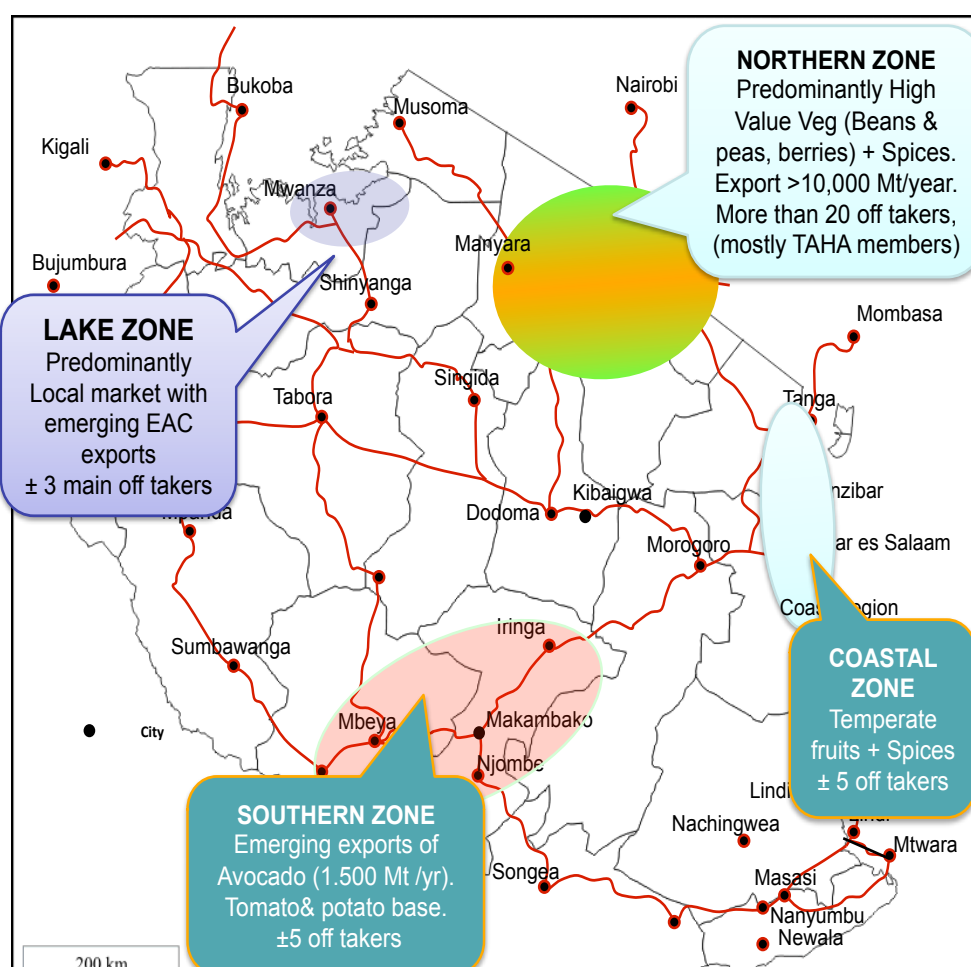 NORTHERN ZONE
Predominantly High
Value Veg (Beans &
peas, berries) + Spices.
Export >10,000 Mt/year.
More than 20 off takers,
(mostly TAHA members)
Bukoba
Musoma
Nairobi
Kigali
Mwanza
Manyara
Bujumbura
Shinyanga
Mombasa
LAKE ZONE
Predominantly
Local market with
emerging EAC
exports
± 3 main off takers
Tabora
Singida
Tanga
Kibaigwa
nzibar
Dodoma
Morogoro
ar es Salaam
Iringa
Sumbawanga
COASTAL
ZONE
Temperate
fruits + Spices
± 5 off takers
Mbeya
Makambako
City
Njombe
SOUTHERN ZONE
Emerging exports of
Avocado (1.500 Mt /yr).
Tomato& potato base.
±5 off takers
Lindi
Nachingwea
Mtwara
Songea
Masasi
Nanyumbu
Newala
200 km